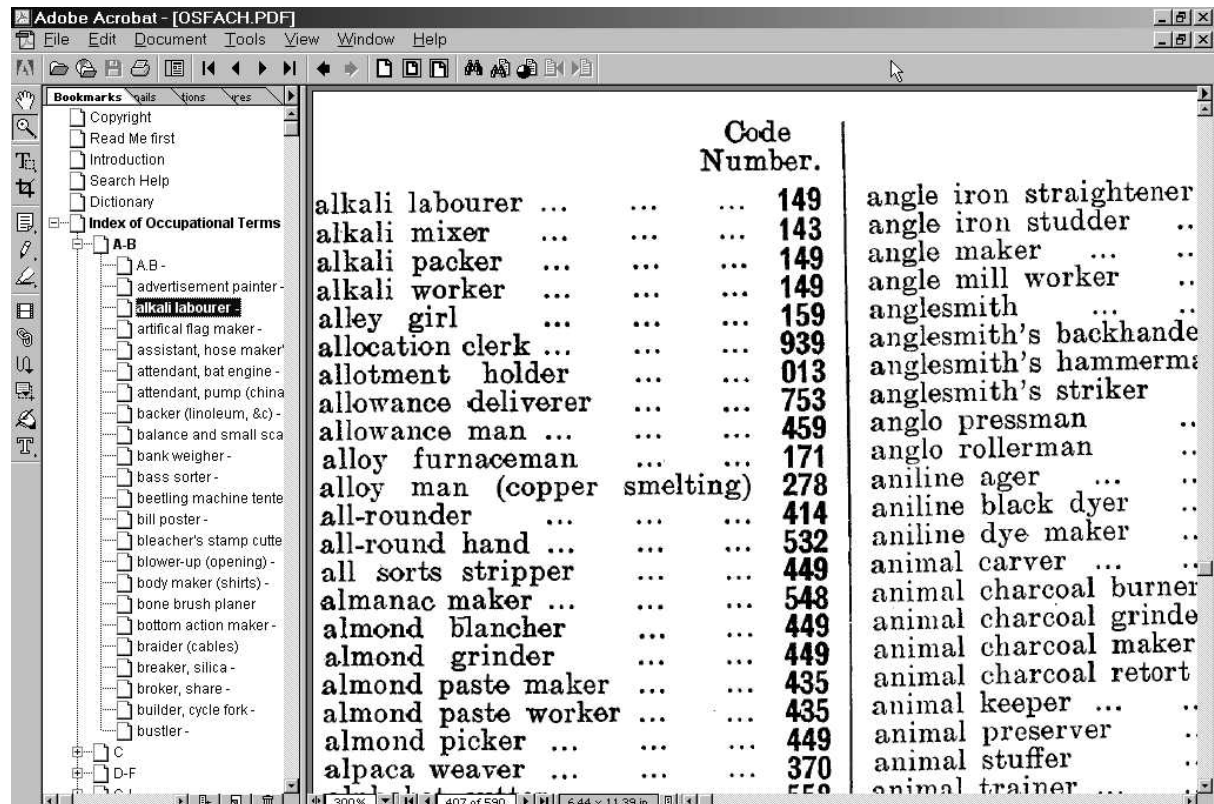 Adobe Acrobat - [OSFACH.PDF]
File Edit Document Tools View Window Help
Bookmarks
Copyright
Read Me first
Introduction
Search Help
Dictionary
Index of Occupational Terms
A-B
A.B -
advertisement painter -
alkali labourer -
artifical flag maker -
assistant, hose maker'
attendant, bat engine -
attendant, pump (china
backer (linoleum, &c) -
balance and small sca
bank weigher -
bass sorter -
beetling machine tente
bill poster -
bleacher's stamp cutte
blower-up (opening) -
body maker (shirts) -
bone brush planer
bottom action maker -
braider (cables)
breaker, silica -
broker, share -
builder, cycle fork -
bustler -
C
D-F
Code
Number.
alkali labourer ... ... ... 149
alkali mixer ... ... ... 143
alkali packer ... ... ... 149
alkali worker ... ... ... 149
alley girl ... ... ... 159
allocation clerk ... ... ... 939
allotment holder ... ... 013
allowance deliverer ... ... 753
allowance man ... ... ... 459
alloy furnaceman ... ... 171
alloy man (copper smelting) 278
all-rounder ... ... ... 414
all-round hand ... ... ... 532
all sorts stripper ... ... 449
almanac maker ... ... ... 548
almond blancher ... ... 449
almond grinder ... ... 449
almond paste maker ... ... 435
almond paste worker ... ... 435
almond picker ... ... ... 449
alpaca weaver ... ... ... 370
angle iron straightener
angle iron studder ..
angle maker ... ..
angle mill worker ..
anglesmith ... ..
anglesmith's backhande
anglesmith's hammerma
anglesmith's striker
anglo pressman ..
anglo rollerman ..
aniline ager ... ..
aniline black dyer ..
aniline dye maker ..
animal carver ... ..
animal charcoal burner
animal charcoal grinde
animal charcoal maker
animal charcoal retort
animal keeper ... ..
animal preserver ..
animal stuffer ..
animal trainer ... ..
300% 407 of 590 6.44 x 11.39 in